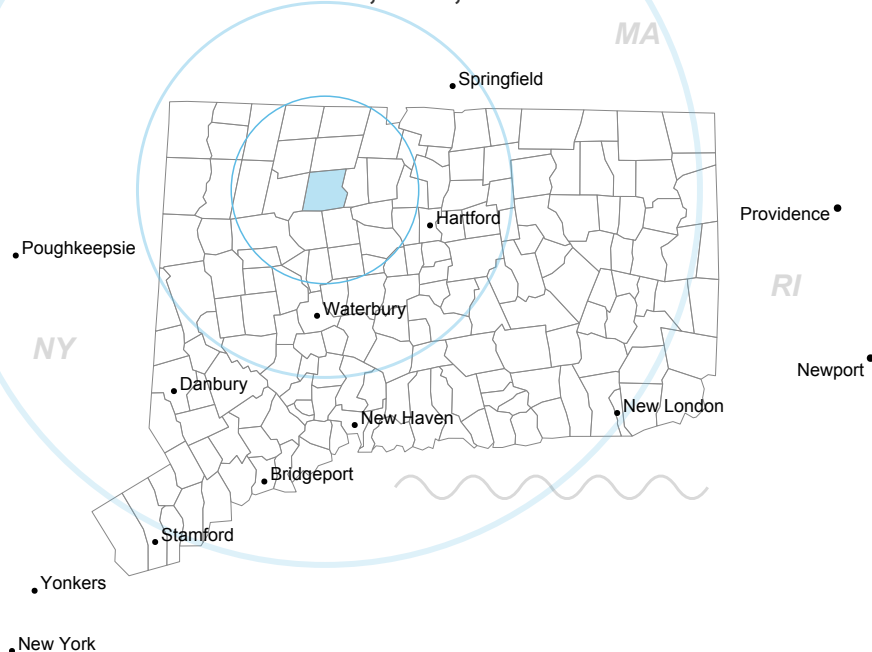 MA
Springfield
Providence
Hartford
Poughkeepsie
RI
Waterbury
NY
Newport
Danbury
New London
New Haven
Bridgeport
Stamford
Yonkers
New York